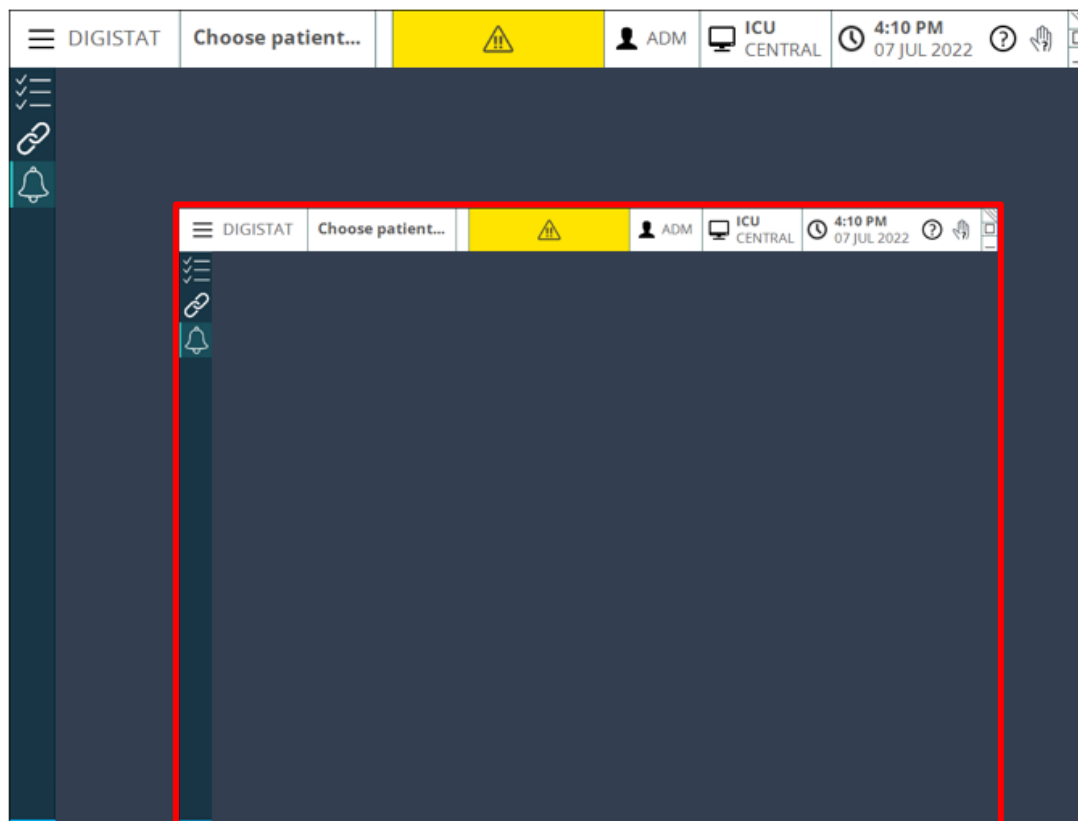 DIGISTAT Choose patient... !! ADM ICU 4:10 PM ?
CENTRAL 07 JUL 2022
DIGISTAT Choose patient... !! ADM ICU 4:10 PM ?
CENTRAL 07 JUL 2022